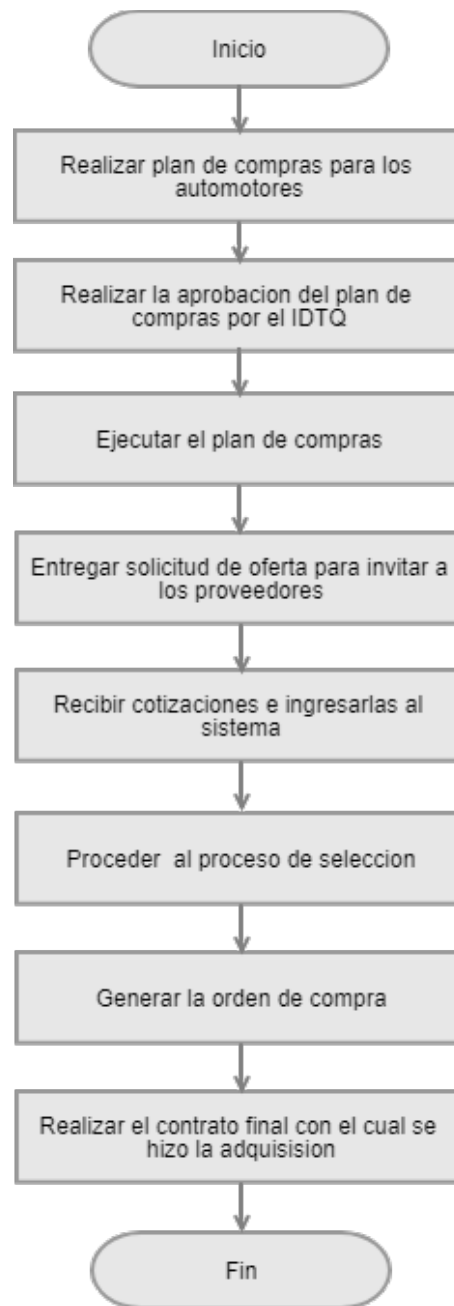 Inicio
Realizar plan de compras para los
automotores
Realizar la aprobacion del plan de
compras por el IDTQ
Ejecutar el plan de compras
Entregar solicitud de oferta para invitar a
los proveedores
Recibir cotizaciones e ingresarlas al
sistema
Proceder al proceso de seleccion
Generar la orden de compra
Realizar el contrato final con el cual se
hizo la adquisision
Fin